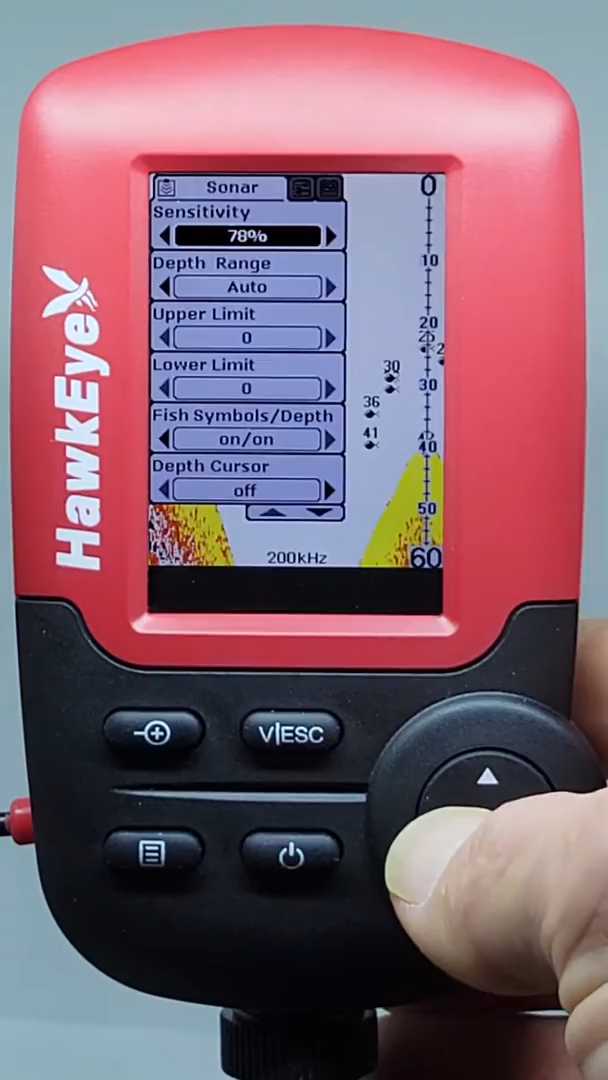 HawkEye
Sonar
Sensitivity
78%
Depth Range
Auto
Upper Limit
0
Lower Limit
0
Fish Symbols/Depth
on/on
Depth Cursor
off
0
10
20
25
30
30
36
41
40
50
60
200kHz
V|ESC